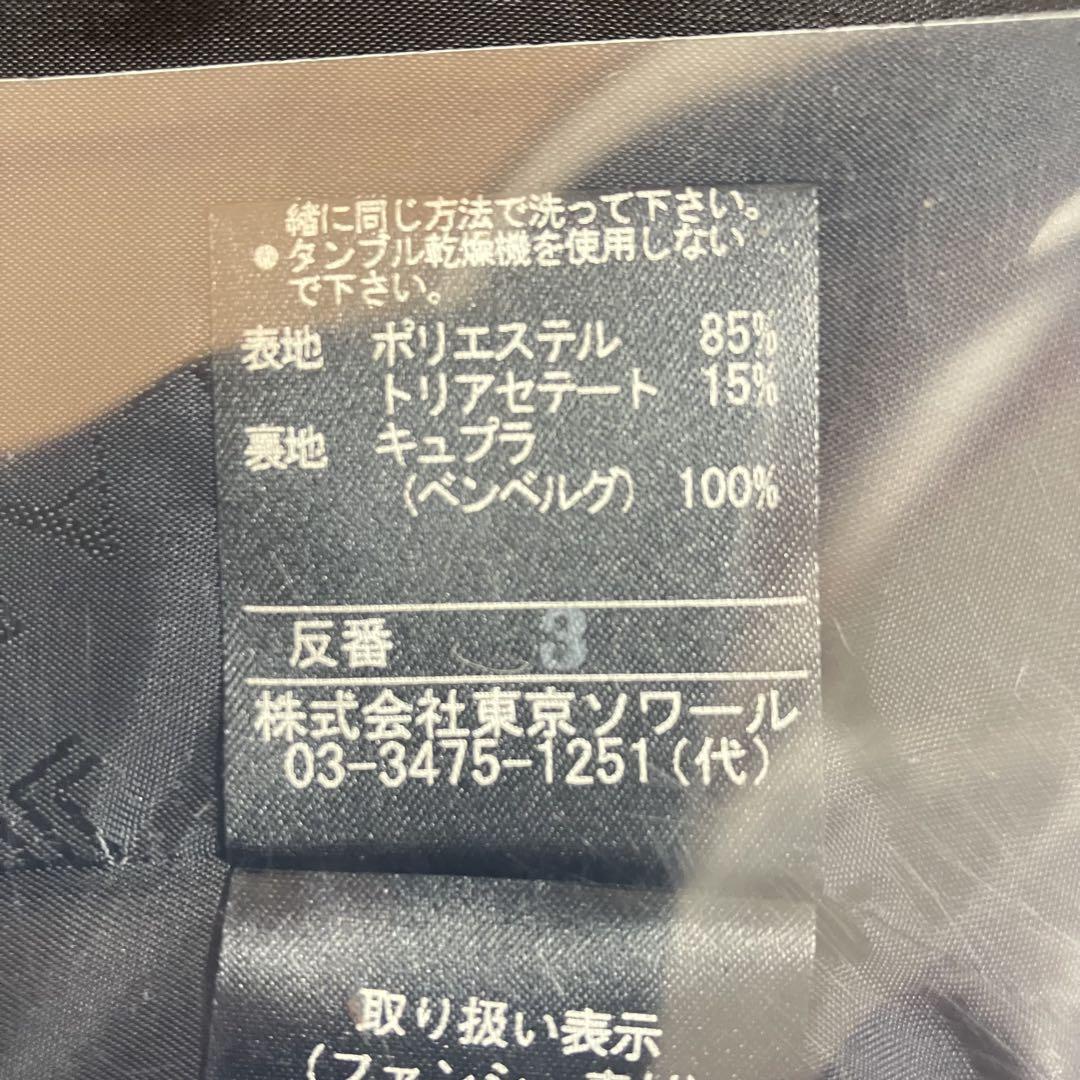 緒に同じ方法で洗って下さい。
●タンブル乾燥機を使用しない
で下さい。
表地 ポリエステル 85%
トリアセテート 15%
裏地 キュプラ
(ベンベルグ) 100%
反番 3
株式会社東京ソワール
03-3475-1251(代)
取り扱い表示